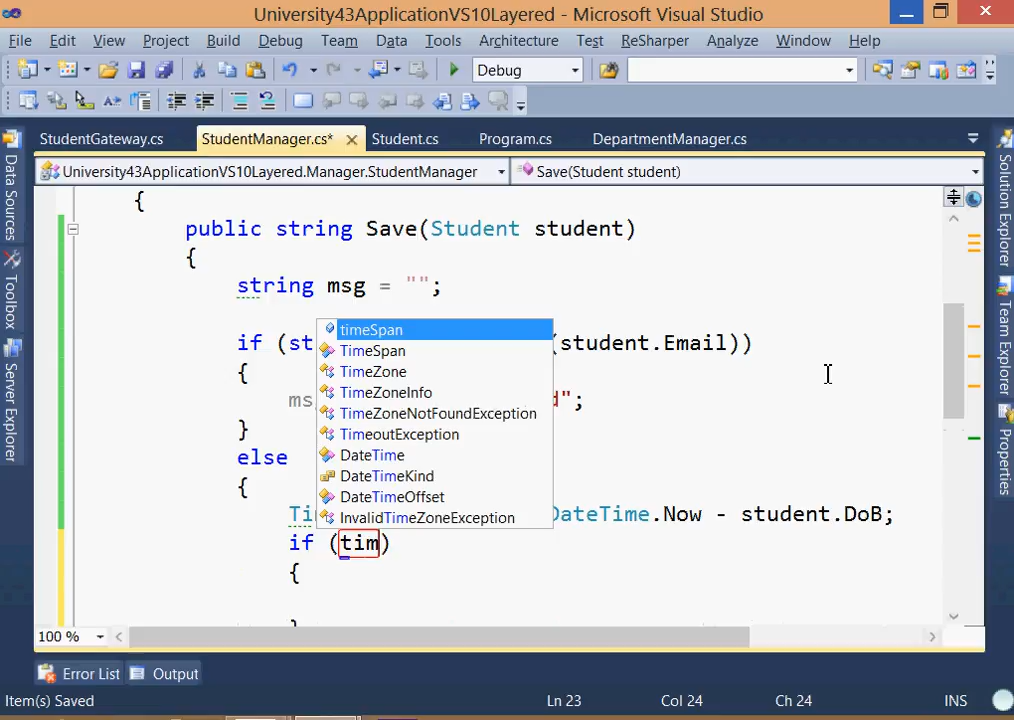 University43ApplicationVS10Layered - Microsoft Visual Studio
File Edit View Project Build Debug Team Data Tools Architecture Test ReSharper Analyze Window Help
Debug
StudentGateway.cs StudentManager.cs* Student.cs Program.cs DepartmentManager.cs
University43ApplicationVS10Layered.Manager.StudentManager Save(Student student)
{
public string Save(Student student)
{
string msg = "";
if (st (student.Email))
{
ms d";
}
else
{
Ti DateTime.Now - student.DoB;
if (tim)
{
}
timeSpan
TimeSpan
TimeZone
TimeZoneInfo
TimeZoneNotFoundException
TimeoutException
DateTime
DateTimeKind
DateTimeOffset
InvalidTimeZoneException
100 %
Data Sources
Toolbox
Server Explorer
Solution Explorer
Team Explorer
Properties
Error List Output
Item(s) Saved Ln 23 Col 24 Ch 24 INS